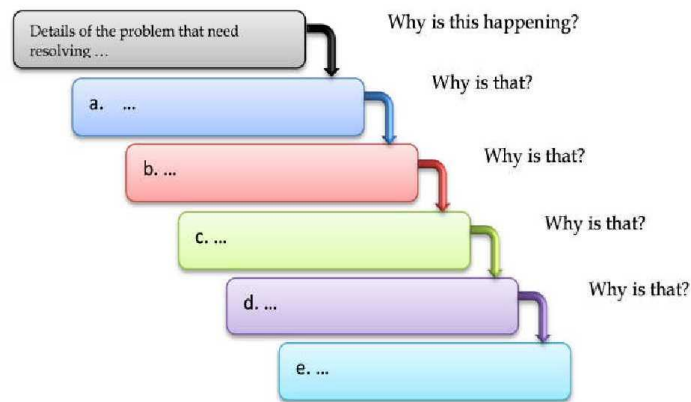 Details of the problem that need
resolving ...
Why is this happening?
a. ...
Why is that?
b. ...
Why is that?
c. ...
Why is that?
d. ...
Why is that?
e. ...